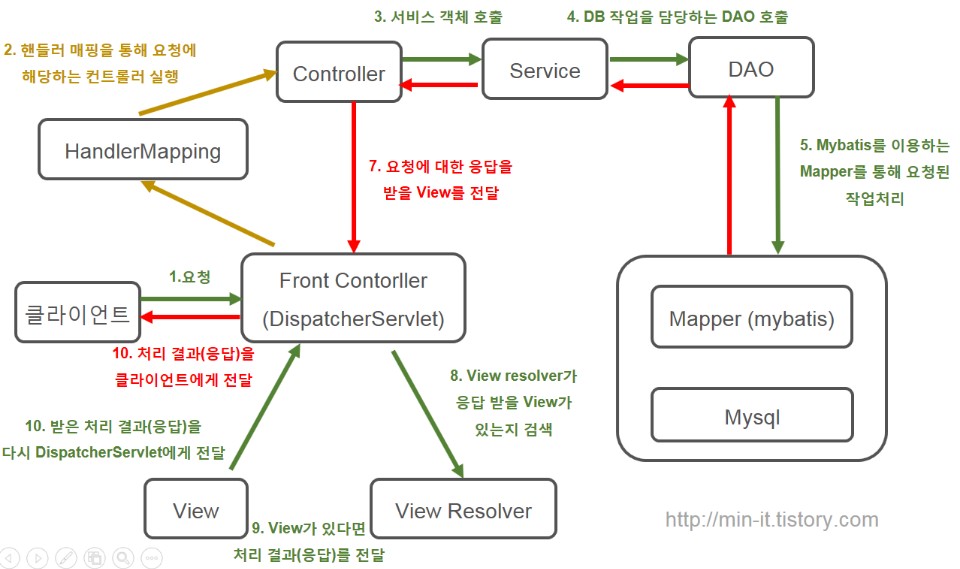 3. 서비스 객체 호출
4. DB 작업을 담당하는 DAO 호출
2. 핸들러 매핑을 통해 요청에
해당하는 컨트롤러 실행
Controller
Service
DAO
HandlerMapping
7. 요청에 대한 응답을
받을 View를 전달
5. Mybatis를 이용하는
Mapper를 통해 요청된
작업처리
1.요청
클라이언트
Front Contorller
(DispatcherServlet)
Mapper (mybatis)
Mysql
10. 처리 결과(응답)을
클라이언트에게 전달
8. View resolver가
응답 받을 View가
있는지 검색
10. 받은 처리 결과(응답)을
다시 DispatcherServlet에게 전달
View
View Resolver
9. View가 있다면
처리 결과(응답)를 전달
http://min-it.tistory.com